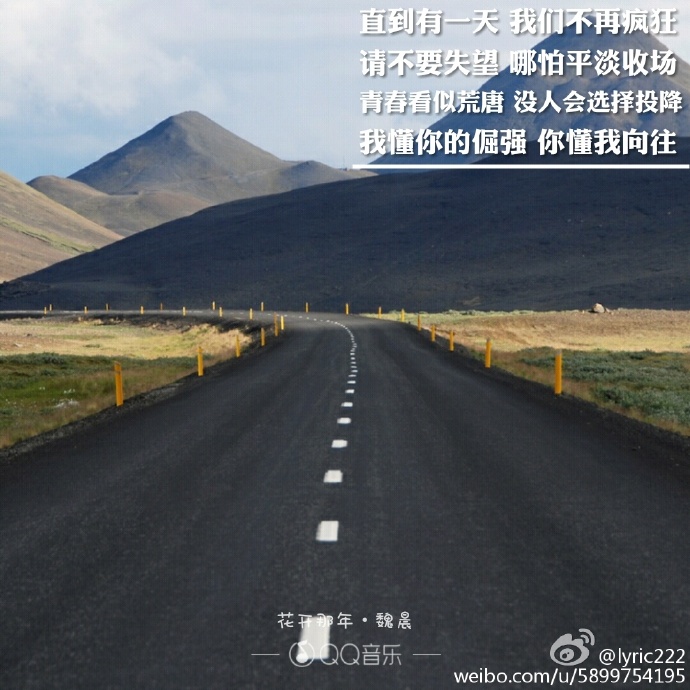 直到有一天 我们不再疯狂
请不要失望 哪怕平淡收场
青春看似荒唐 没人会选择投降
我懂你的倔强 你懂我向往
花开那年·魏晨
QQ音乐
@lyric222
weibo.com/u/5899754195